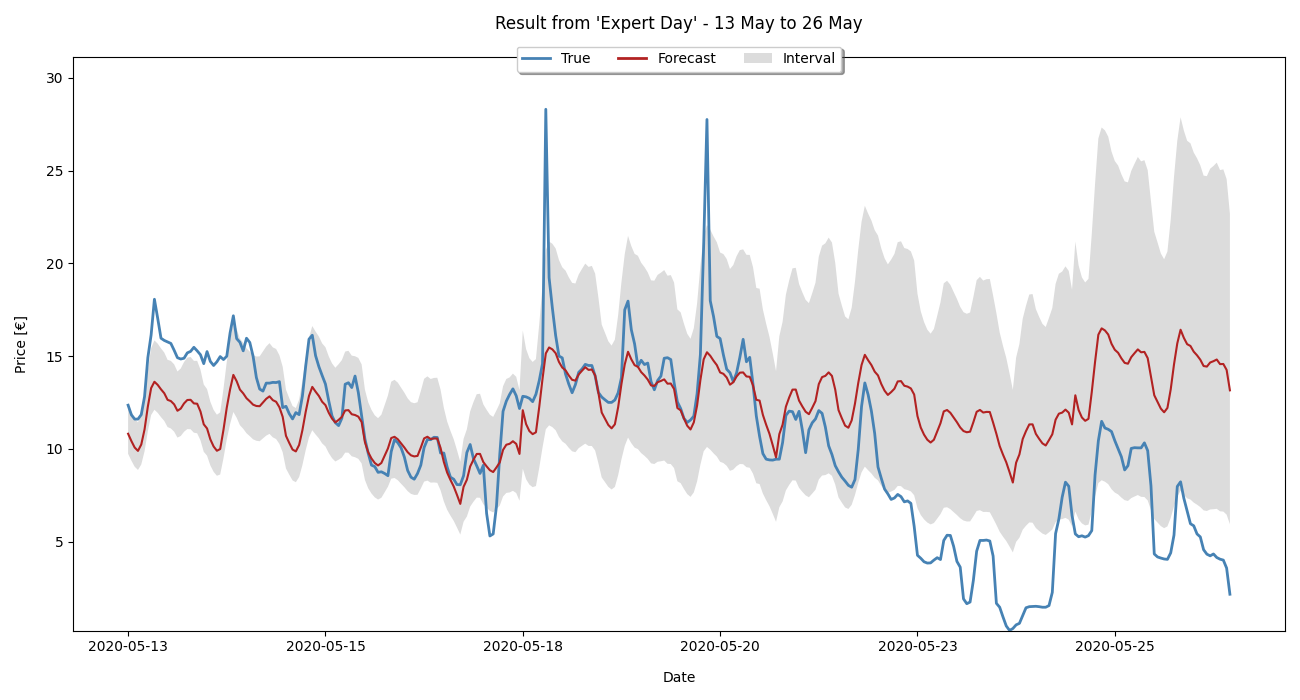 Result from 'Expert Day' - 13 May to 26 May
True Forecast Interval
30
25
20
15
10
5
Price [€]
2020-05-13 2020-05-15 2020-05-18 2020-05-20 2020-05-23 2020-05-25
Date